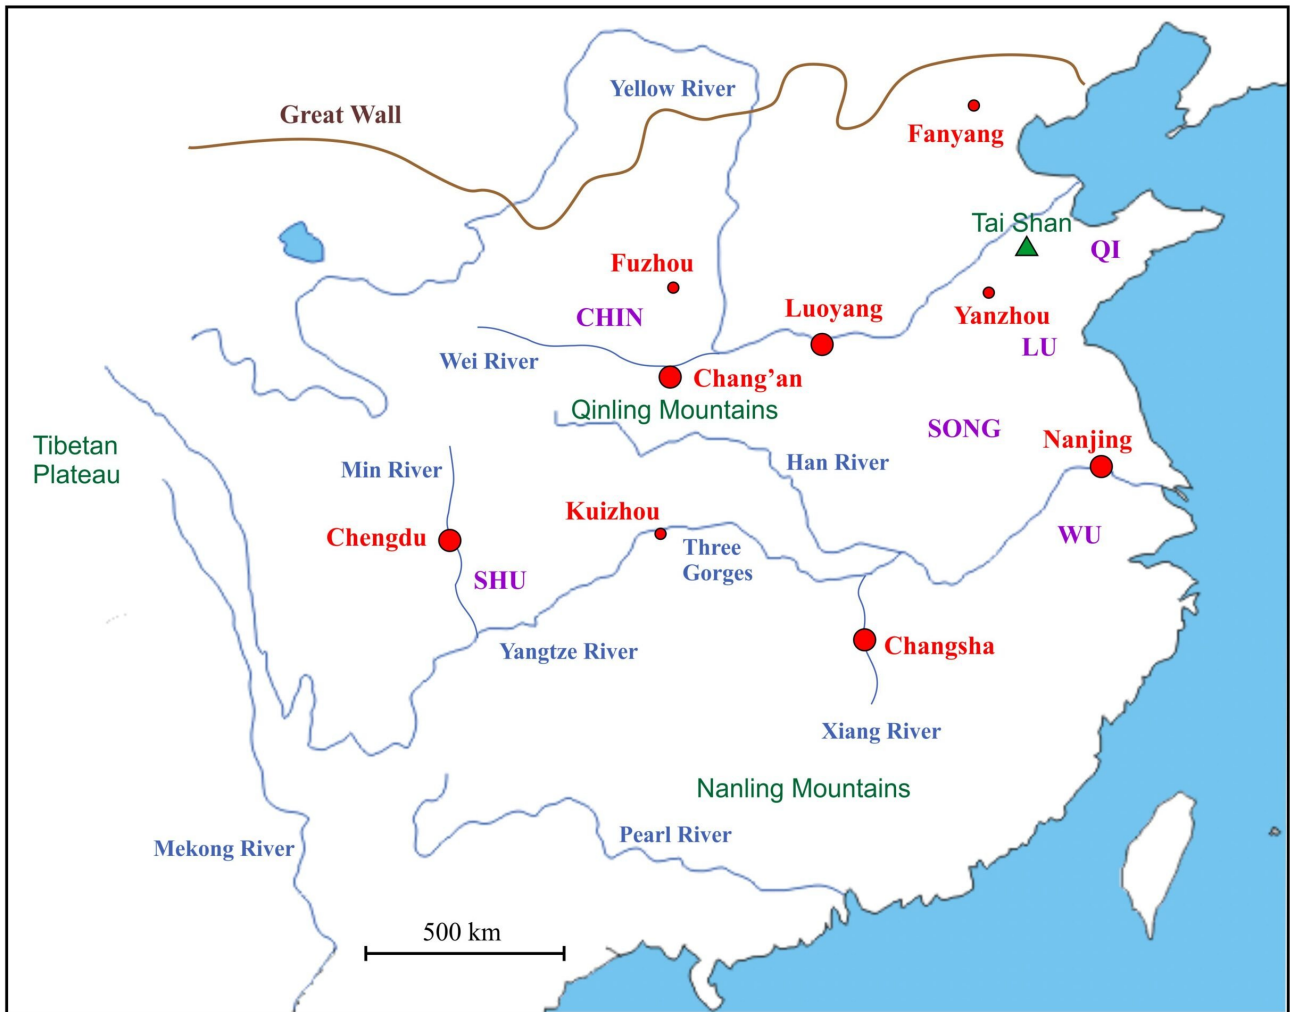 Yellow River
Great Wall
Fanyang
Tai Shan
QI
Fuzhou
CHIN
Luoyang
Yanzhou
LU
Wei River
Chang’an
Qinling Mountains
SONG
Nanjing
Tibetan
Plateau
Min River
Han River
Kuizhou
Chengdu
Three
Gorges
WU
SHU
Yangtze River
Changsha
Xiang River
Nanling Mountains
Pearl River
Mekong River
500 km